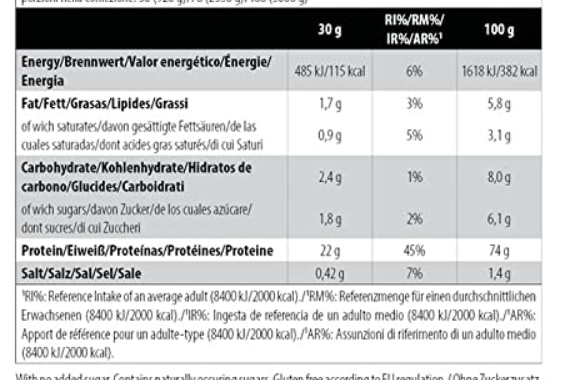 30 g RI%/RM%/ 100 g
IR%/AR%¹
Energy/Brennwert/Valor energético/Énergie/
Energia 485 kJ/115 kcal 6% 1618 kJ/382 kcal
Fat/Fett/Grasas/Lipides/Grassi 1,7 g 3% 5,8 g
of wich saturates/davon gesättigte Fettsäuren/de las
cuales saturadas/dont acides gras saturés/di cui Saturi 0,9 g 5% 3,1 g
Carbohydrate/Kohlenhydrate/Hidratos de
carbono/Glucides/Carboidrati 2,4 g 1% 8,0 g
of wich sugars/davon Zucker/de los cuales azúcare/
dont sucres/di cui Zuccheri 1,8 g 2% 6,1 g
Protein/Eiweiß/Proteínas/Protéines/Proteine 22 g 45% 74 g
Salt/Salz/Sal/Sel/Sale 0,42 g 7% 1,4 g
¹RI%: Reference Intake of an average adult (8400 kJ/2000 kcal)./¹RM%: Referenzmenge für einen durchschnittlichen
Erwachsenen (8400 kJ/2000 kcal)./¹IR%: Ingesta de referencia de un adulto medio (8400 kJ/2000 kcal)./¹AR%:
Apport de référence pour un adulte-type (8400 kJ/2000 kcal)./¹AR%: Assunzioni di riferimento di un adulto medio
(8400 kJ/2000 kcal).
With no added sugar. Contains naturally occuring sugars. Gluten free according to EU regulation. / Ohne Zuckerzusatz.